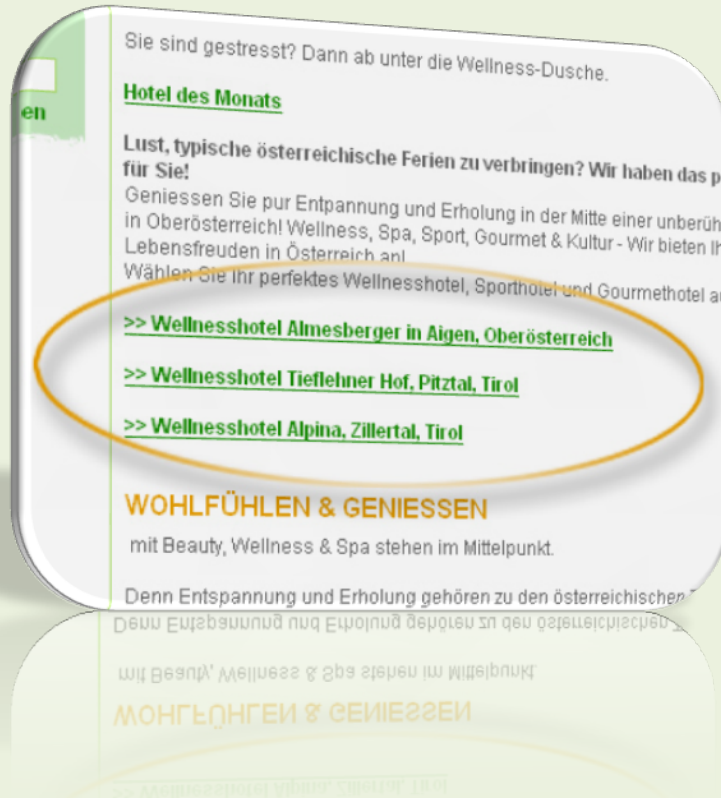 en
Sie sind gestresst? Dann ab unter die Wellness-Dusche.
Hotel des Monats
Lust, typische österreichische Ferien zu verbringen? Wir haben das
für Sie!
Geniessen Sie pur Entpannung und Erholung in der Mitte einer
in Oberösterreich! Wellness, Spa, Sport, Gourmet & Kultur - Wir bieten
Lebensfreuden in Österreich an!
Wählen Sie Ihr perfektes Wellnesshotel, Sporthotel und Gourmethotel
>> Wellnesshotel Almesberger in Aigen, Oberösterreich
>> Wellnesshotel Tieflehner Hof, Pitztal, Tirol
>> Wellnesshotel Alpina, Zillertal, Tirol
WOHLFÜHLEN & GENIESSEN
mit Beauty, Wellness & Spa stehen im Mittelpunkt.
Denn Entspannung und Erholung gehören zu den österreichischen